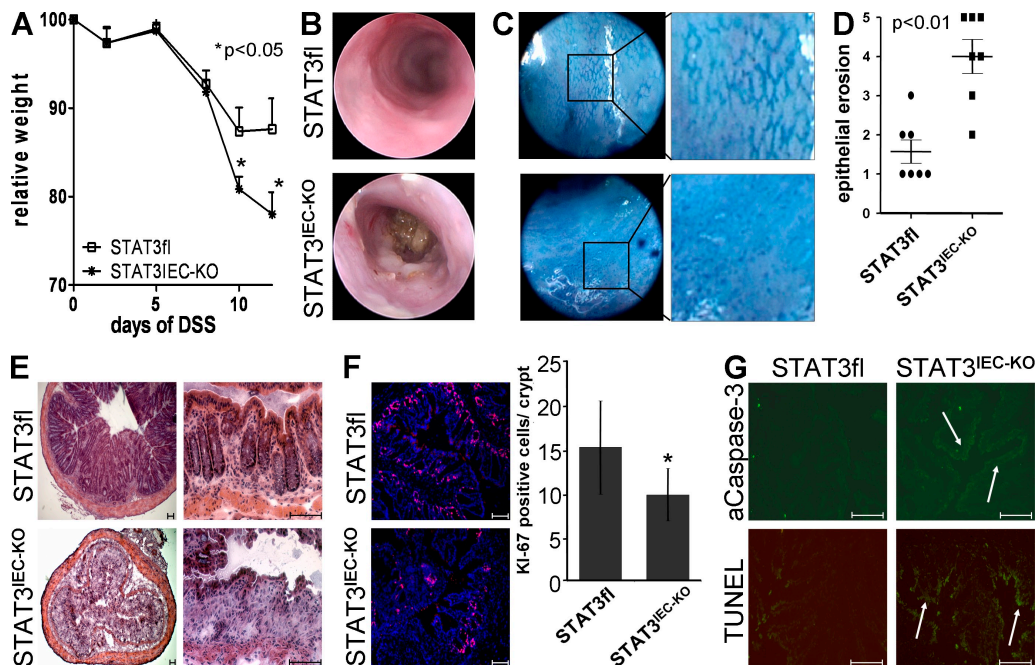 A
100
90
80
70
relative weight
*p<0.05
*
*
STAT3fl
STAT3IEC-KO
0 5 10
days of DSS
B
STAT3fl
STAT3IEC-KO
C
D
p<0.01
epithelial erosion
5
4
3
2
1
0
STAT3fl
STAT3IEC-KO
E
STAT3fl
STAT3IEC-KO
F
STAT3fl
STAT3IEC-KO
KI-67 positive cells/ crypt
25
20
15
10
5
0
*
STAT3fl
STAT3IEC-KO
G
STAT3fl STAT3IEC-KO
aCaspase-3
TUNEL